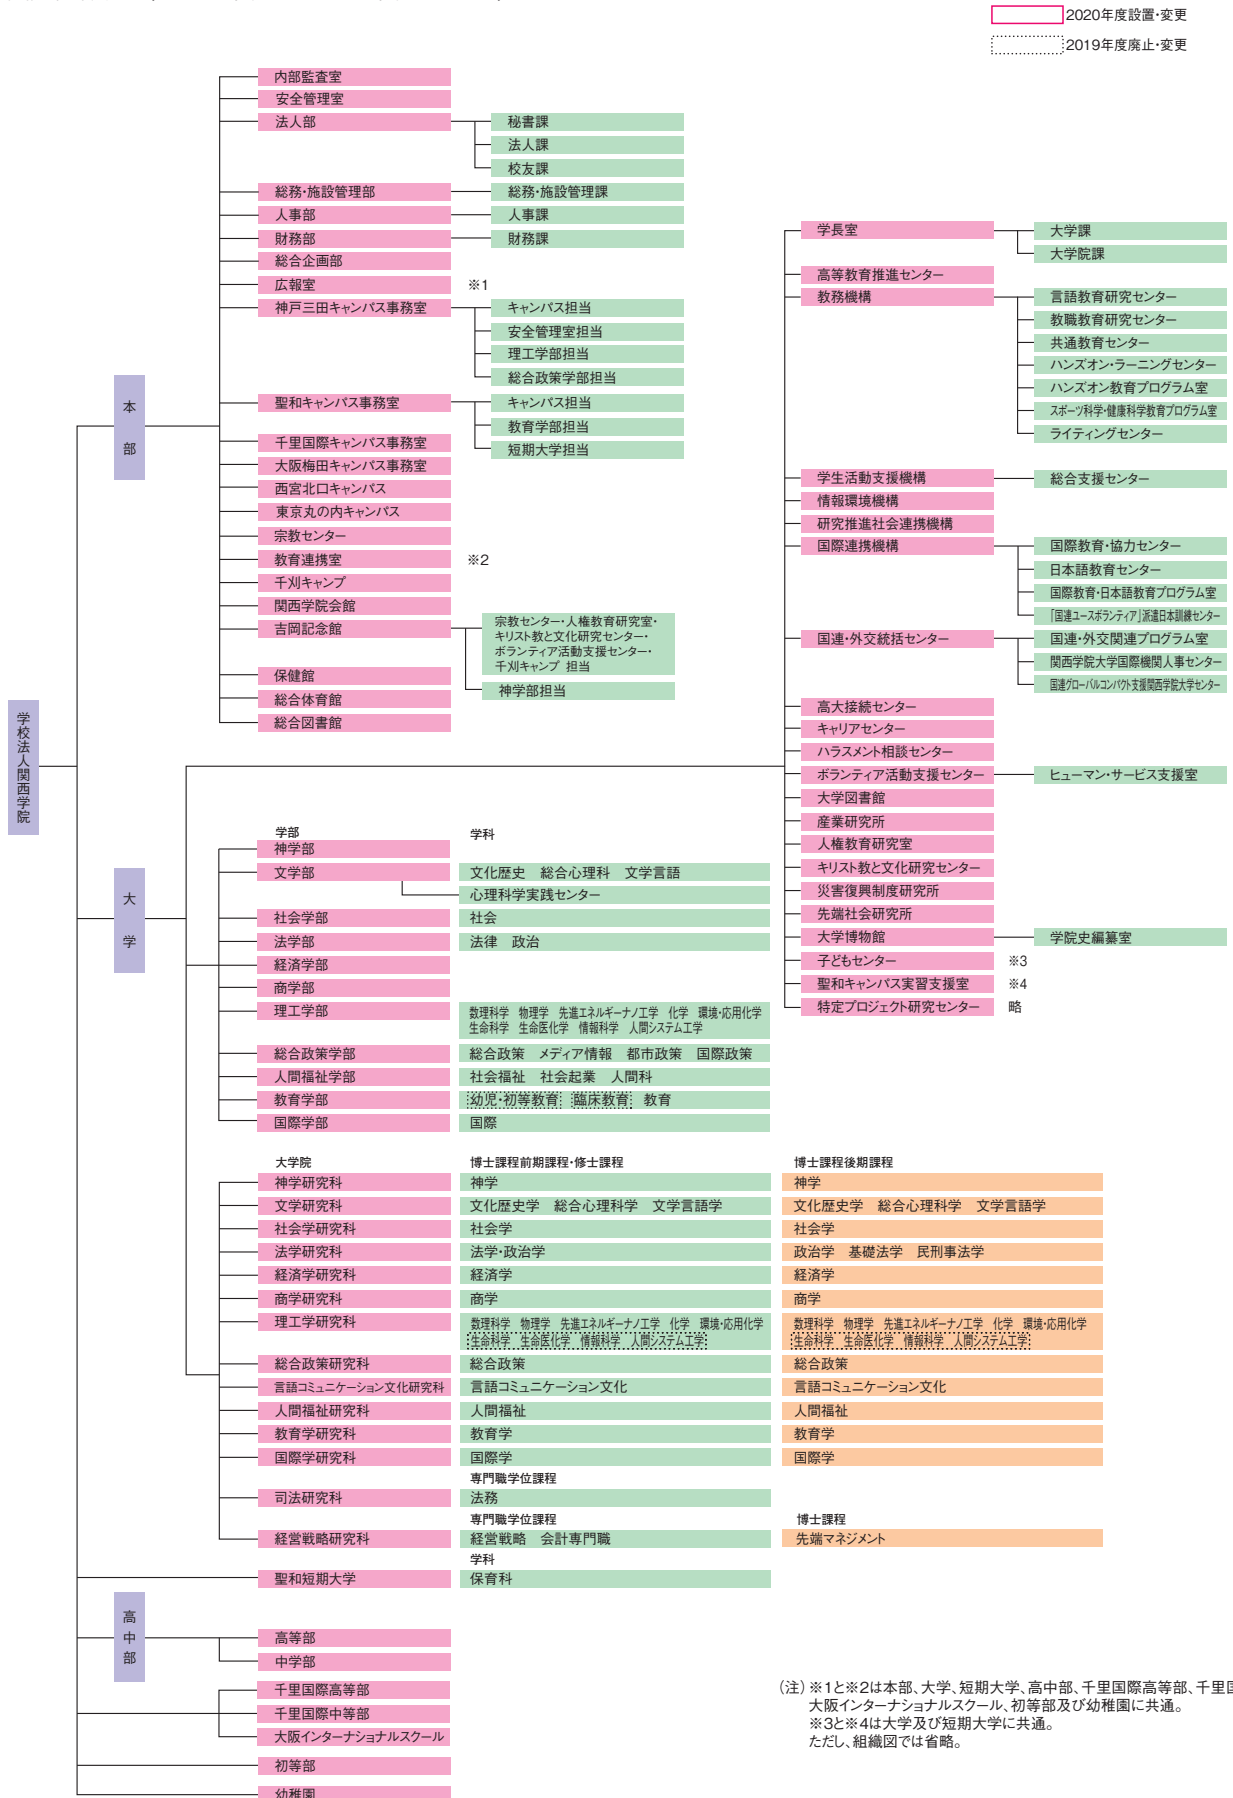 2020年度設置・変更
2019年度廃止・変更
学校法人関西学院
本部
内部監査室
安全管理室
法人部
秘書課
法人課
校友課
総務・施設管理部
総務・施設管理課
人事部
人事課
財務部
財務課
総合企画部
広報室
※1
神戸三田キャンパス事務室
キャンパス担当
安全管理室担当
理工学部担当
総合政策学部担当
聖和キャンパス事務室
キャンパス担当
教育学部担当
短期大学担当
千里国際キャンパス事務室
大阪梅田キャンパス事務室
西宮北口キャンパス
東京丸の内キャンパス
宗教センター
教育連携室
※2
千刈キャンプ
関西学院会館
吉岡記念館
宗教センター・人権教育研究室・
キリスト教と文化研究センター・
ボランティア活動支援センター・
千刈キャンプ 担当
神学部担当
保健館
総合体育館
総合図書館
大学
学長室
大学課
大学院課
高等教育推進センター
教務機構
言語教育研究センター
教職教育研究センター
共通教育センター
ハンズオン・ラーニングセンター
ハンズオン教育プログラム室
スポーツ科学・健康科学教育プログラム室
ライティングセンター
学生活動支援機構
総合支援センター
情報環境機構
研究推進社会連携機構
国際連携機構
国際教育・協力センター
日本語教育センター
国際教育・日本語教育プログラム室
「国連ユースボランティア」派遣日本訓練センター
国連・外交統括センター
国連・外交関連プログラム室
関西学院大学国際機関人事センター
国連グローバルコンパクト支援関西学院大学センター
高大接続センター
キャリアセンター
ハラスメント相談センター
ボランティア活動支援センター
ヒューマン・サービス支援室
大学図書館
産業研究所
人権教育研究室
キリスト教と文化研究センター
災害復興制度研究所
先端社会研究所
大学博物館
学院史編纂室
子どもセンター
※3
聖和キャンパス実習支援室
※4
特定プロジェクト研究センター
略
学部
学科
神学部
文学部
文化歴史 総合心理科 文学言語
心理科学実践センター
社会学部
社会
法学部
法律 政治
経済学部
商学部
理工学部
数理科学 物理学 先進エネルギーナノ工学 化学 環境・応用化学
生命科学 生命医化学 情報科学 人間システム工学
総合政策学部
総合政策 メディア情報 都市政策 国際政策
人間福祉学部
社会福祉 社会起業 人間科
教育学部
幼児・初等教育 臨床教育 教育
国際学部
国際
大学院
博士課程前期課程・修士課程
博士課程後期課程
神学研究科
神学
神学
文学研究科
文化歴史学 総合心理科学 文学言語学
文化歴史学 総合心理科学 文学言語学
社会学研究科
社会学
社会学
法学研究科
法学・政治学
政治学 基礎法学 民刑事法学
経済学研究科
経済学
経済学
商学研究科
商学
商学
理工学研究科
数理科学 物理学 先進エネルギーナノ工学 化学 環境・応用化学
生命科学 生命医化学 情報科学 人間システム工学
数理科学 物理学 先進エネルギーナノ工学 化学 環境・応用化学
生命科学 生命医化学 情報科学 人間システム工学
総合政策研究科
総合政策
総合政策
言語コミュニケーション文化研究科
言語コミュニケーション文化
言語コミュニケーション文化
人間福祉研究科
人間福祉
人間福祉
教育学研究科
教育学
教育学
国際学研究科
国際学
国際学
専門職学位課程
司法研究科
法務
専門職学位課程
博士課程
経営戦略研究科
経営戦略 会計専門職
先端マネジメント
学科
聖和短期大学
保育科
高中部
高等部
中学部
千里国際高等部
千里国際中等部
大阪インターナショナルスクール
初等部
幼稚園
(注)※1と※2は本部、大学、短期大学、高中部、千里国際高等部、千里国
大阪インターナショナルスクール、初等部及び幼稚園に共通。
※3と※4は大学及び短期大学に共通。
ただし、組織図では省略。